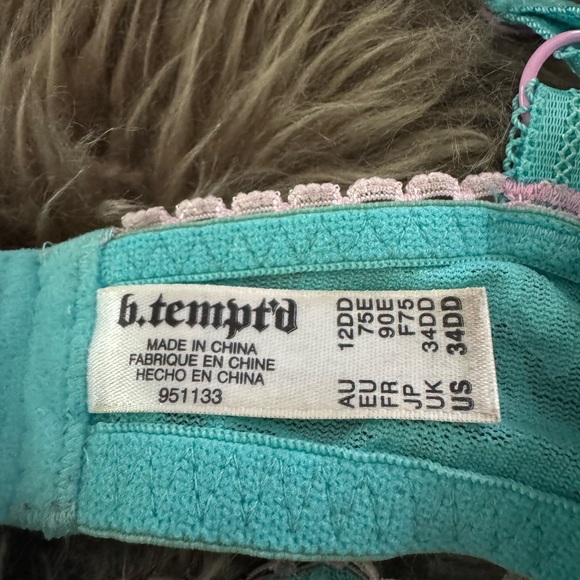 b.tempt'd
MADE IN CHINA
FABRIQUE EN CHINE
HECHO EN CHINA
951133
AU 12DD
EU 75E
FR 90E
JP F75
UK 34DD
US 34DD